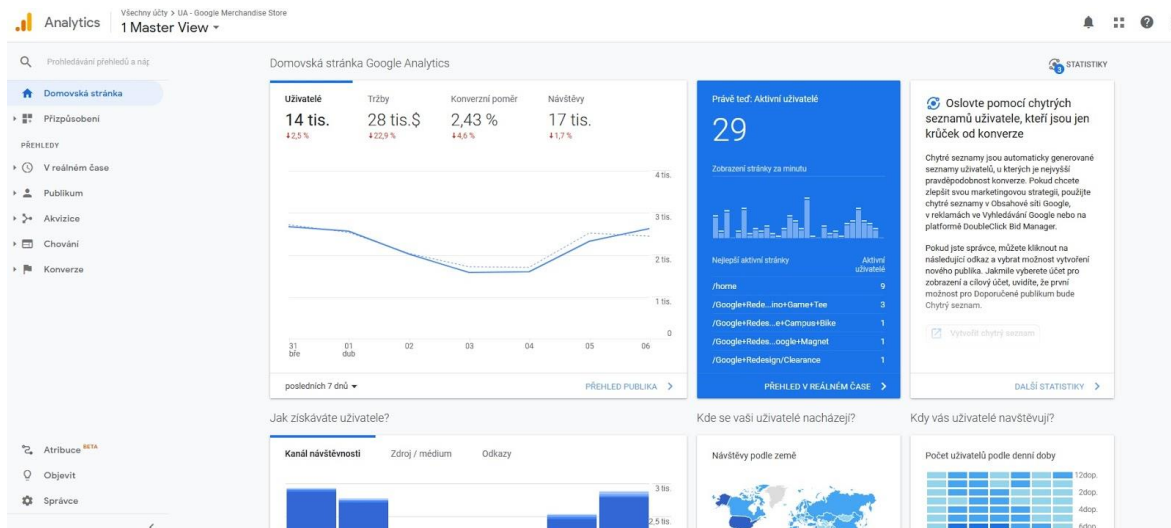 Analytics
Všechny účty > UA - Google Merchandise Store
1 Master View
Prohledávání přehledů a náp
Domovská stránka
Přizpůsobení
PŘEHLEDY
V reálném čase
Publikum
Akvizice
Chování
Konverze
Atribuce BETA
Objevit
Správce
Domovská stránka Google Analytics
3 STATISTIKY
Uživatelé Tržby Konverzní poměr Návštěvy
14 tis. 28 tis.$ 2,43 % 17 tis.
↓2,5 % ↓22,9 % ↓4,6 % ↓1,7 %
4 tis.
3 tis.
2 tis.
1 tis.
0
31 01 02 03 04 05 06
bře dub
posledních 7 dnů PŘEHLED PUBLIKA
Právě teď: Aktivní uživatelé
29
Zobrazení stránky za minutu
Nejlepší aktivní stránky Aktivní
uživatelé
/home 9
/Google+Rede...ino+Game+Tee 3
/Google+Redes...e+Campus+Bike 1
/Google+Redes...oogle+Magnet 1
/Google+Redesign/Clearance 1
PŘEHLED V REÁLNÉM ČASE
Oslovte pomocí chytrých
seznamů uživatele, kteří jsou jen
krůček od konverze
Chytré seznamy jsou automaticky generované
seznamy uživatelů, u kterých je nejvyšší
pravděpodobnost konverze. Pokud chcete
zlepšit svou marketingovou strategii, použijte
chytré seznamy v Obsahové síti Google,
v reklamách ve Vyhledávání Google nebo na
platformě DoubleClick Bid Manager.
Pokud jste správce, můžete kliknout na
následující odkaz a vybrat možnost vytvoření
nového publika. Jakmile vyberete účet pro
zobrazení a cílový účet, uvidíte, že první
možnost pro Doporučené publikum bude
Chytrý seznam.
Vytvořit chytrý seznam
DALŠÍ STATISTIKY
Jak získáváte uživatele?
Kanál návštěvnosti Zdroj / médium Odkazy
3 tis.
2,5 tis.
Kde se vaši uživatelé nacházejí?
Návštěvy podle země
Kdy vás uživatelé navštěvují?
Počet uživatelů podle denní doby
12dop.
2dop.
4dop.
6dop.